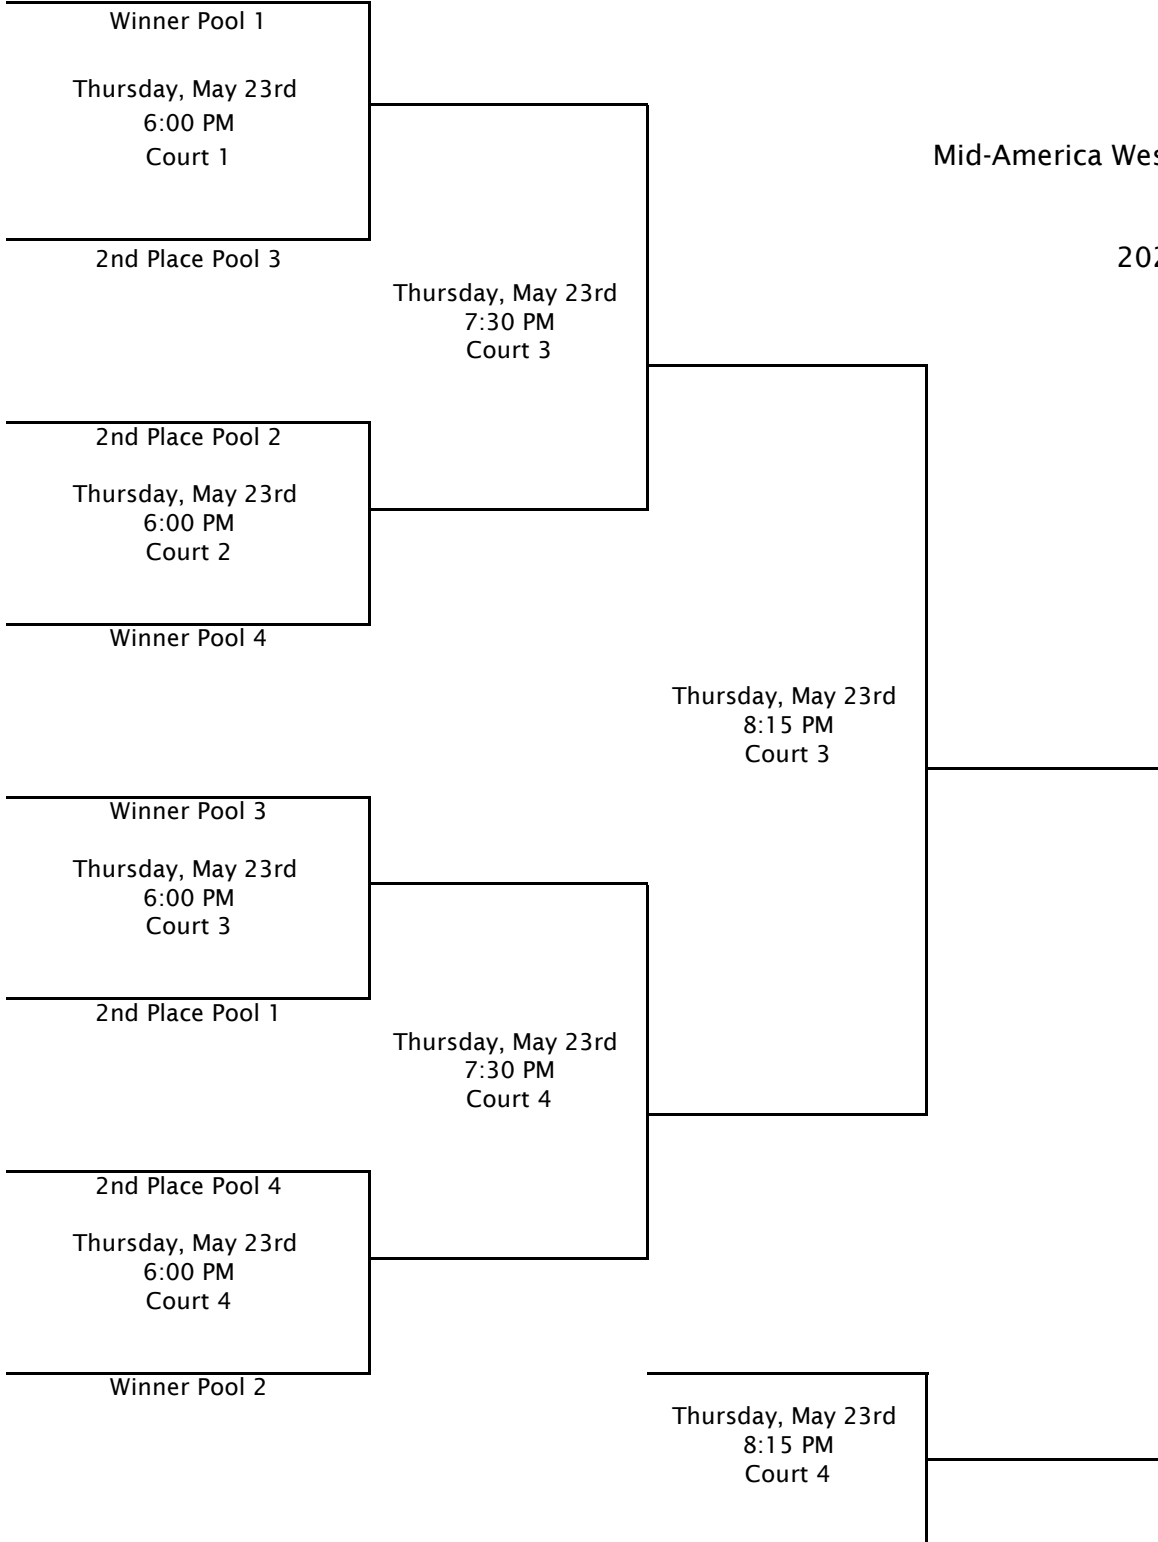 Winner Pool 1
Thursday, May 23rd
6:00 PM
Court 1
2nd Place Pool 3
Mid-America Wes
202
Thursday, May 23rd
7:30 PM
Court 3
2nd Place Pool 2
Thursday, May 23rd
6:00 PM
Court 2
Winner Pool 4
Thursday, May 23rd
8:15 PM
Court 3
Winner Pool 3
Thursday, May 23rd
6:00 PM
Court 3
2nd Place Pool 1
Thursday, May 23rd
7:30 PM
Court 4
2nd Place Pool 4
Thursday, May 23rd
6:00 PM
Court 4
Winner Pool 2
Thursday, May 23rd
8:15 PM
Court 4